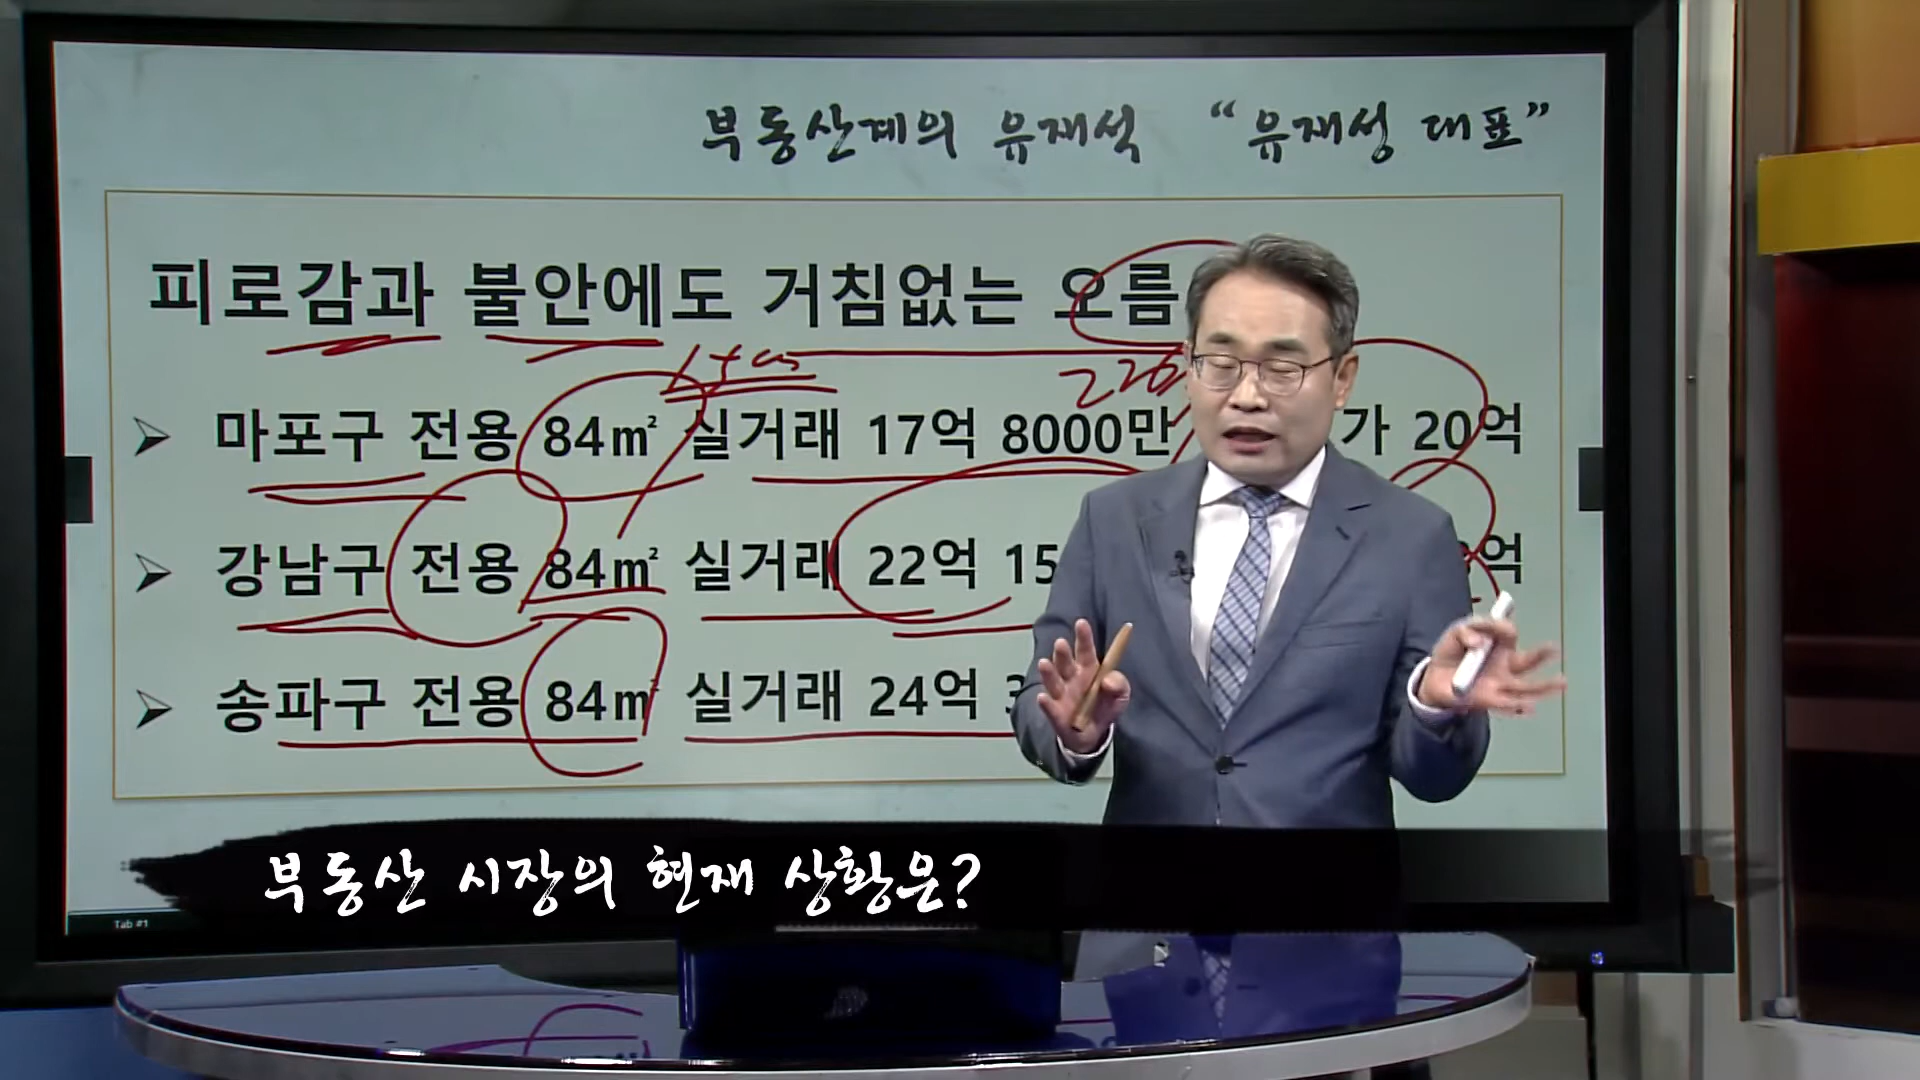 부동산계의 유재석 “유재성 대표”
피로감과 불안에도 거침없는 오름
226
마포구 전용 84㎡ 실거래 17억 8000만 가 20억
강남구 전용 84㎡ 실거래 22억 15 억
송파구 전용 84㎡ 실거래 24억
부동산 시장의 현재 상황은?
Tab #1